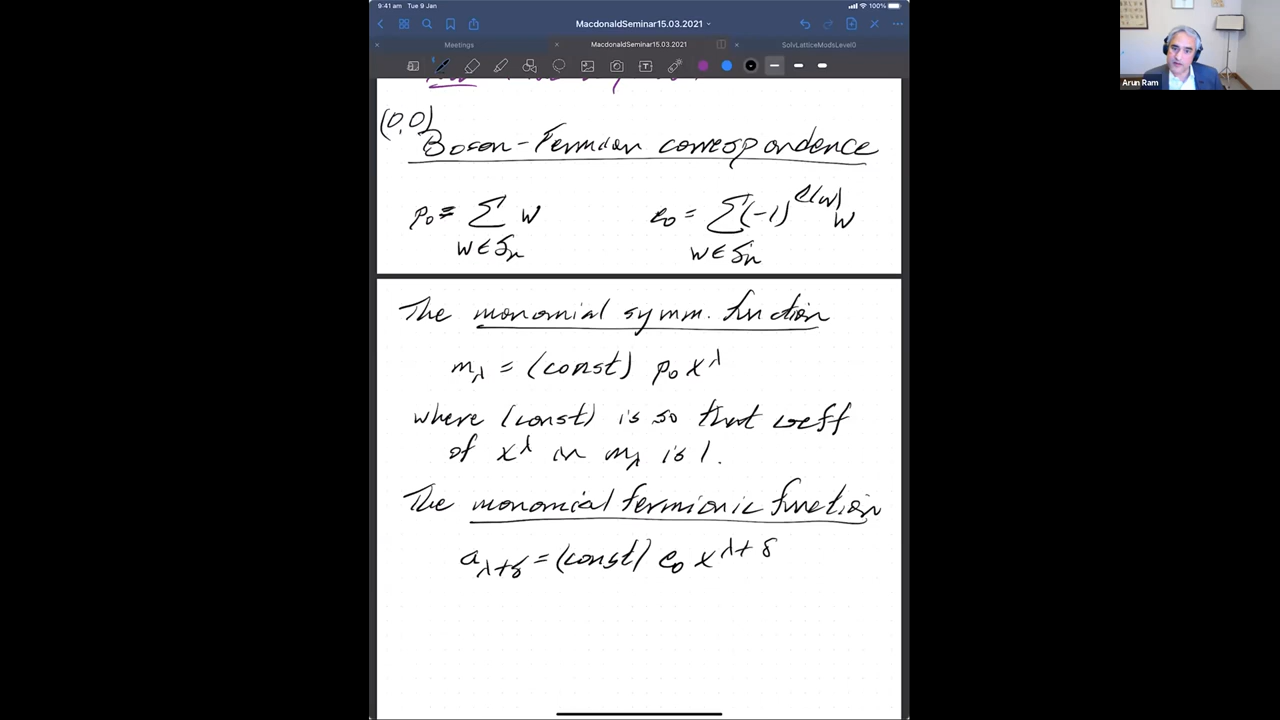 9:41 am Tue 9 Jan
100%
MacdonaldSeminar15.03.2021
Meetings
MacdonaldSeminar15.03.2021
SolvLatticeModsLevel0
Arun Ram
(0,0)
Boson-Fermion correspondence
p₀ = ∑ w
w∈Sₙ
e₀ = ∑ (-1)^ℓ(w) w
w∈Sₙ
The monomial symm. function
m_λ = (const) p₀ x^λ
where (const) is so that coeff
of x^λ in m_λ is 1.
The monomial fermionic function
a_λ+δ = (const) e₀ x^λ+δ